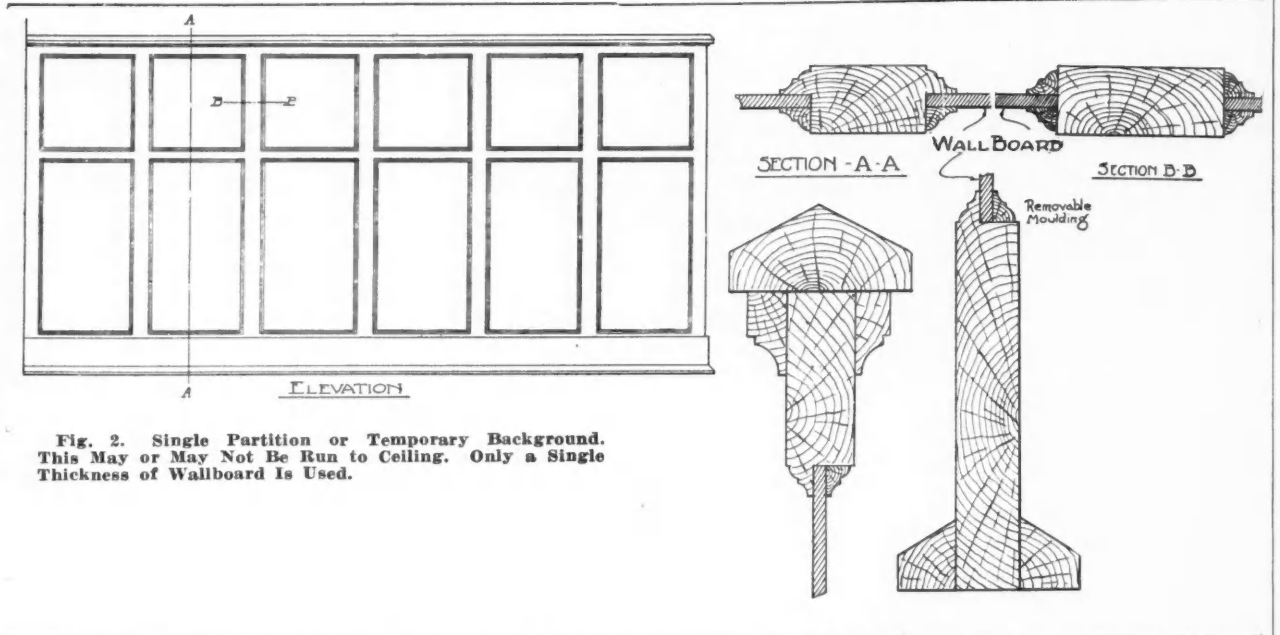 A
B P
A
ELEVATION
Fig. 2. Single Partition or Temporary Background.
This May or May Not Be Run to Ceiling. Only a Single
Thickness of Wallboard Is Used.
WALL BOARD
SECTION - A - A
SECTION B-B
Removable
Moulding